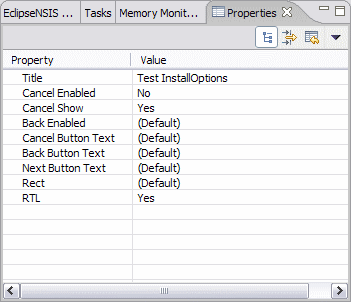 EclipseNSIS ... Tasks Memory Monit... Properties
Property Value
Title Test InstallOptions
Cancel Enabled No
Cancel Show Yes
Back Enabled (Default)
Cancel Button Text (Default)
Back Button Text (Default)
Next Button Text (Default)
Rect (Default)
RTL Yes